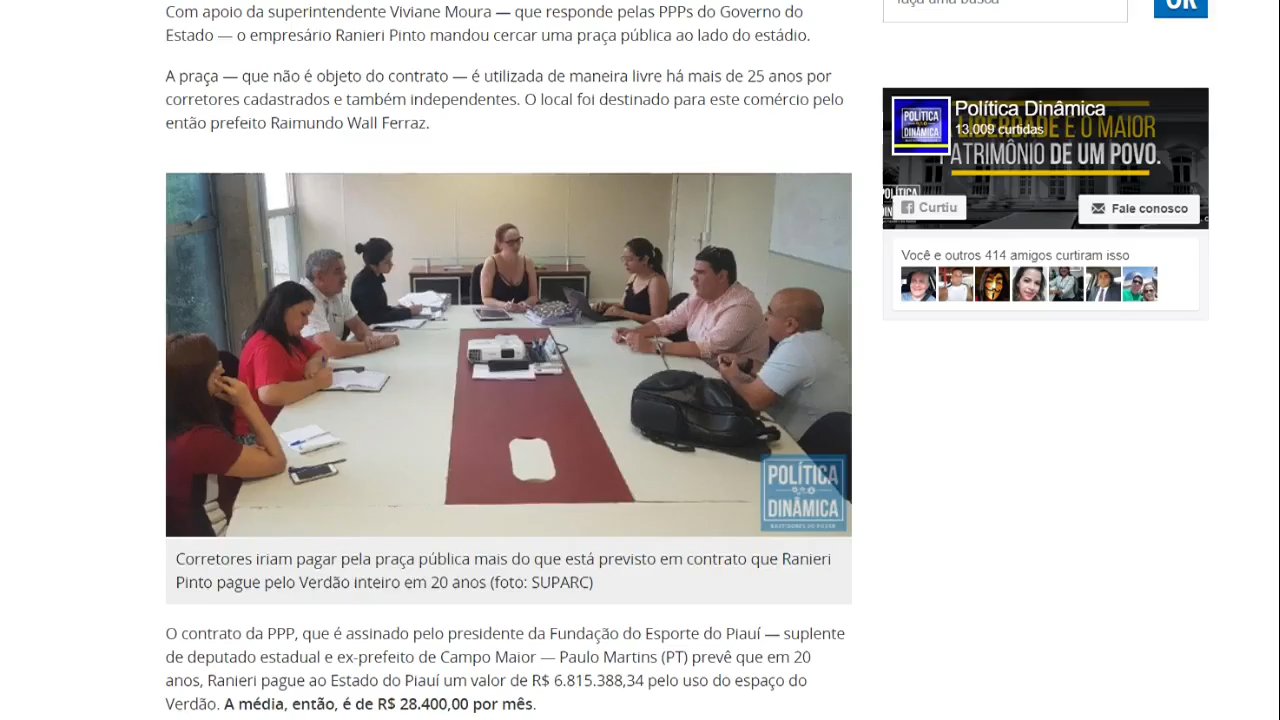 Com apoio da superintendente Viviane Moura — que responde pelas PPPs do Governo do
Estado — o empresário Ranieri Pinto mandou cercar uma praça pública ao lado do estádio.
A praça — que não é objeto do contrato — é utilizada de maneira livre há mais de 25 anos por
corretores cadastrados e também independentes. O local foi destinado para este comércio pelo
então prefeito Raimundo Wall Ferraz.
POLÍTICA
DINÂMICA
BASTIDORES DO PODER
Corretores iriam pagar pela praça pública mais do que está previsto em contrato que Ranieri
Pinto pague pelo Verdão inteiro em 20 anos (foto: SUPARC)
O contrato da PPP, que é assinado pelo presidente da Fundação do Esporte do Piauí — suplente
de deputado estadual e ex-prefeito de Campo Maior — Paulo Martins (PT) prevê que em 20
anos, Ranieri pague ao Estado do Piauí um valor de R$ 6.815.388,34 pelo uso do espaço do
Verdão. A média, então, é de R$ 28.400,00 por mês.
OK
Política Dinâmica
13.009 curtidas
POLÍTICA
DINÂMICA
LIBERDADE É O MAIOR
PATRIMÔNIO DE UM POVO.
Curtiu
Fale conosco
Você e outros 414 amigos curtiram isso